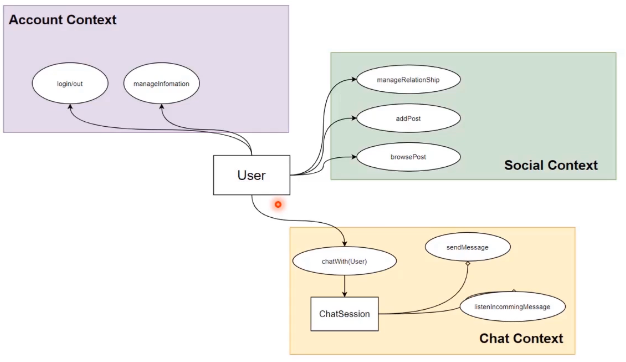 Account Context
login/out
manageInfomation
manageRelationShip
addPost
browsePost
Social Context
User
chatWith(User)
sendMessage
ChatSession
listenIncommingMessage
Chat Context